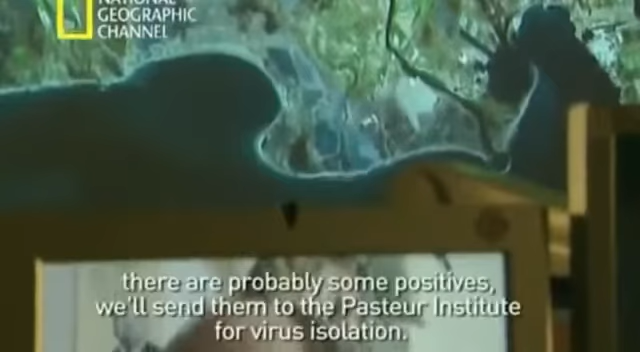 NATIONAL
GEOGRAPHIC
CHANNEL
there are probably some positives,
we'll send them to the Pasteur Institute
for virus isolation.